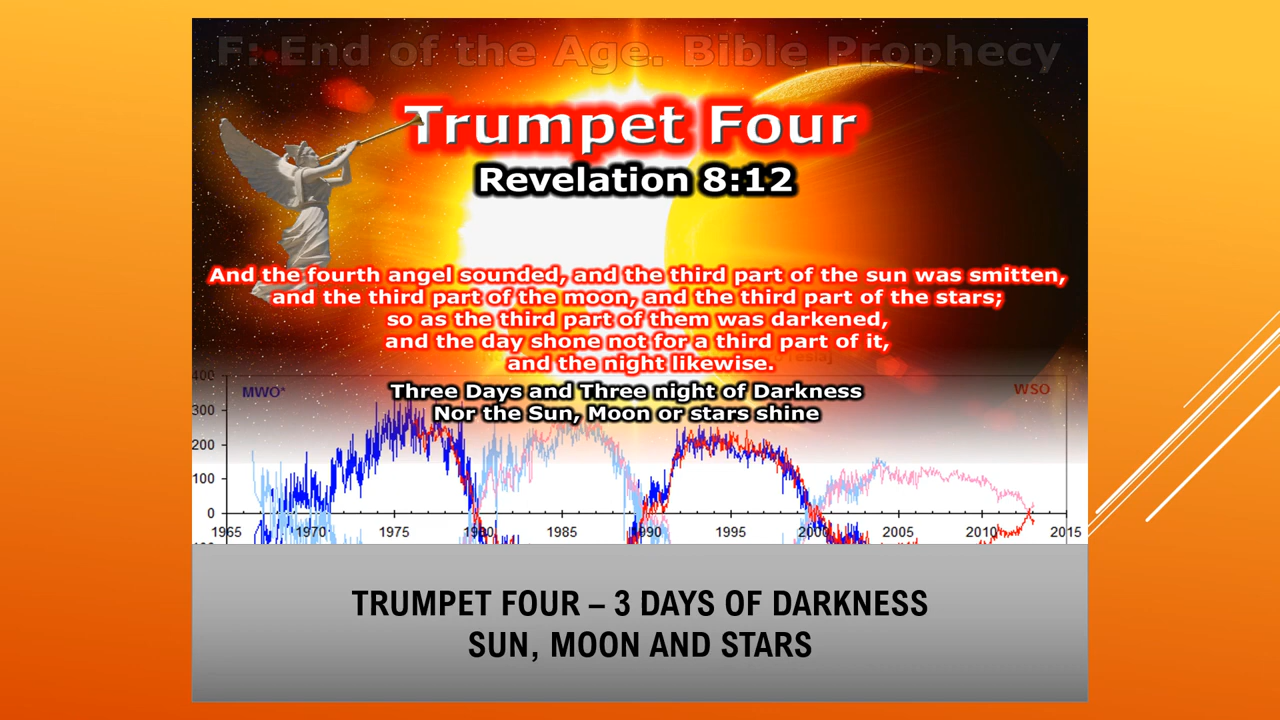 F: End of the Age. Bible Prophecy
Trumpet Four
Revelation 8:12
And the fourth angel sounded, and the third part of the sun was smitten,
and the third part of the moon, and the third part of the stars;
so as the third part of them was darkened,
and the day shone not for a third part of it,
and the night likewise.
Three Days and Three night of Darkness
Nor the Sun, Moon or stars shine
400
MWO*
WSO
300
200
100
0
1965 1970 1975 1980 1985 1990 1995 2000 2005 2010 2015
TRUMPET FOUR – 3 DAYS OF DARKNESS
SUN, MOON AND STARS